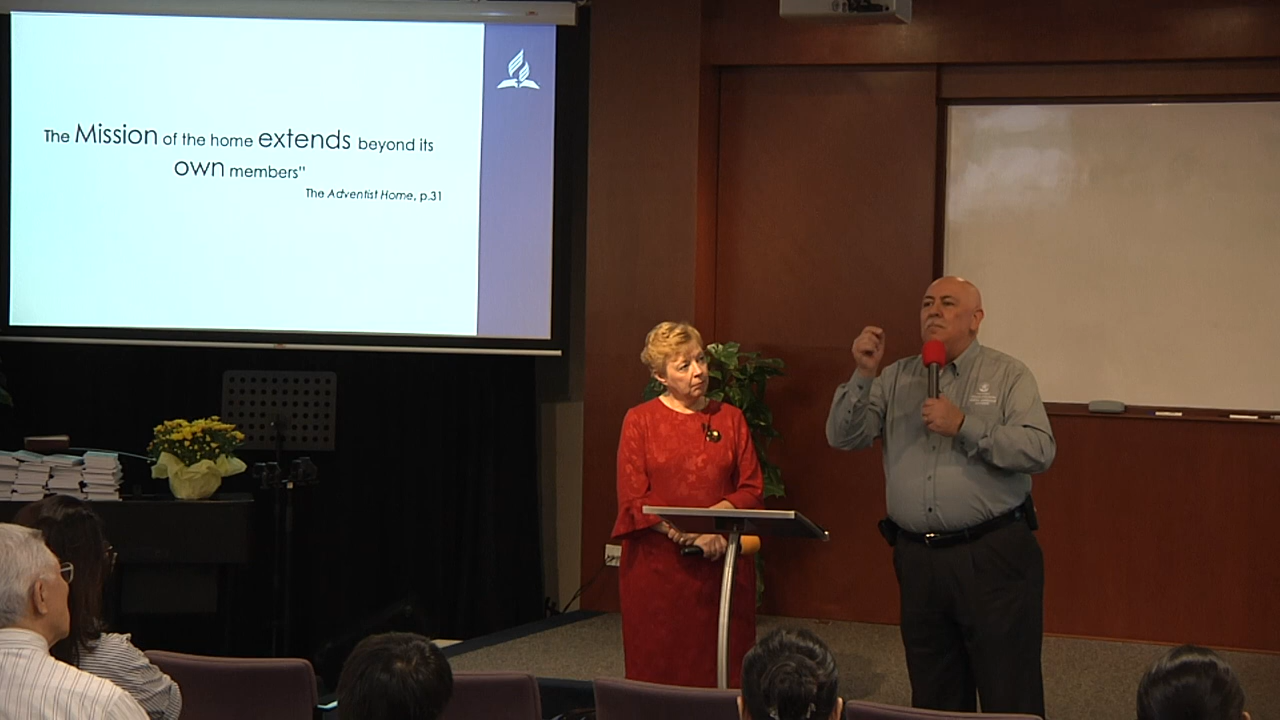 The Mission of the home extends beyond its
own members"
The Adventist Home, p.31